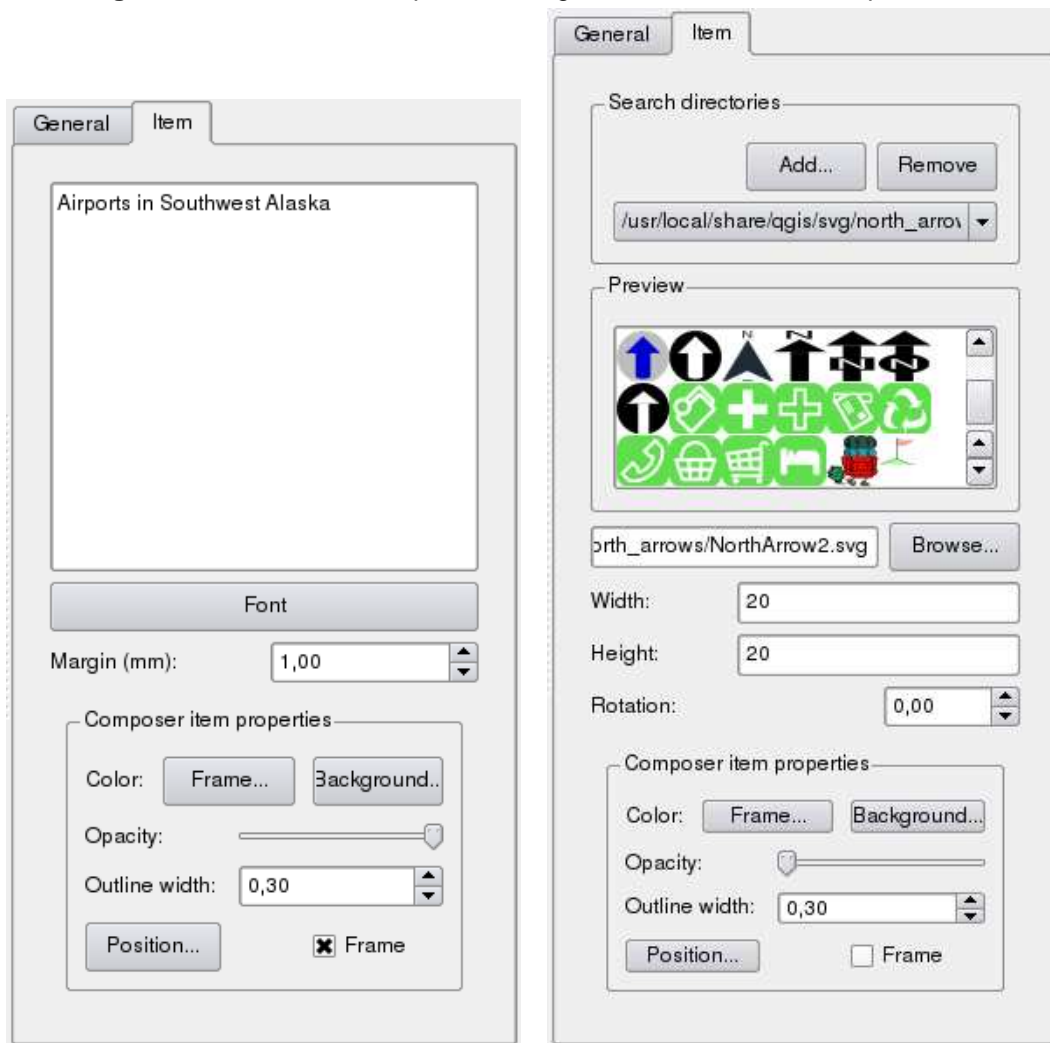 General Item
Airports in Southwest Alaska
Font
Margin (mm): 1,00
Composer item properties
Color: Frame... Background..
Opacity:
Outline width: 0,30
Position... Frame
General Item
Search directories
Add... Remove
/usr/local/share/qgis/svg/north_arrov
Preview
N N N N
orth_arrows/NorthArrow2.svg Browse...
Width: 20
Height: 20
Rotation: 0,00
Composer item properties
Color: Frame... Background...
Opacity:
Outline width: 0,30
Position... Frame